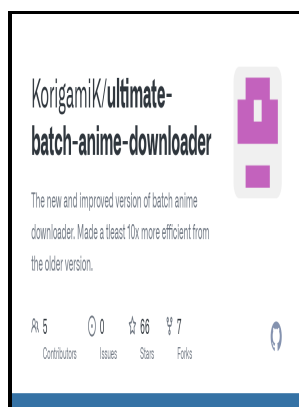 KorigamiK/ultimate-
batch-anime-downloader
The new and improved version of batch anime
downloader. Made a tleast 10x more efficient from
the older version.
5 0 66 7
Contributors Issues Stars Forks